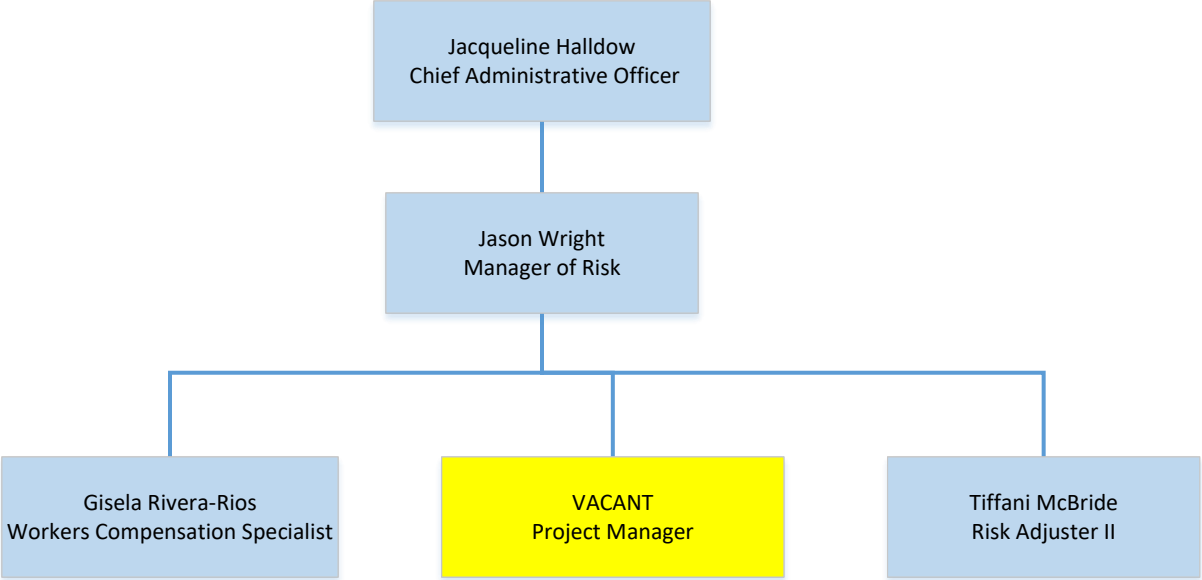 Jacqueline Halldow
Chief Administrative Officer
Jason Wright
Manager of Risk
Gisela Rivera-Rios
Workers Compensation Specialist
VACANT
Project Manager
Tiffani McBride
Risk Adjuster II